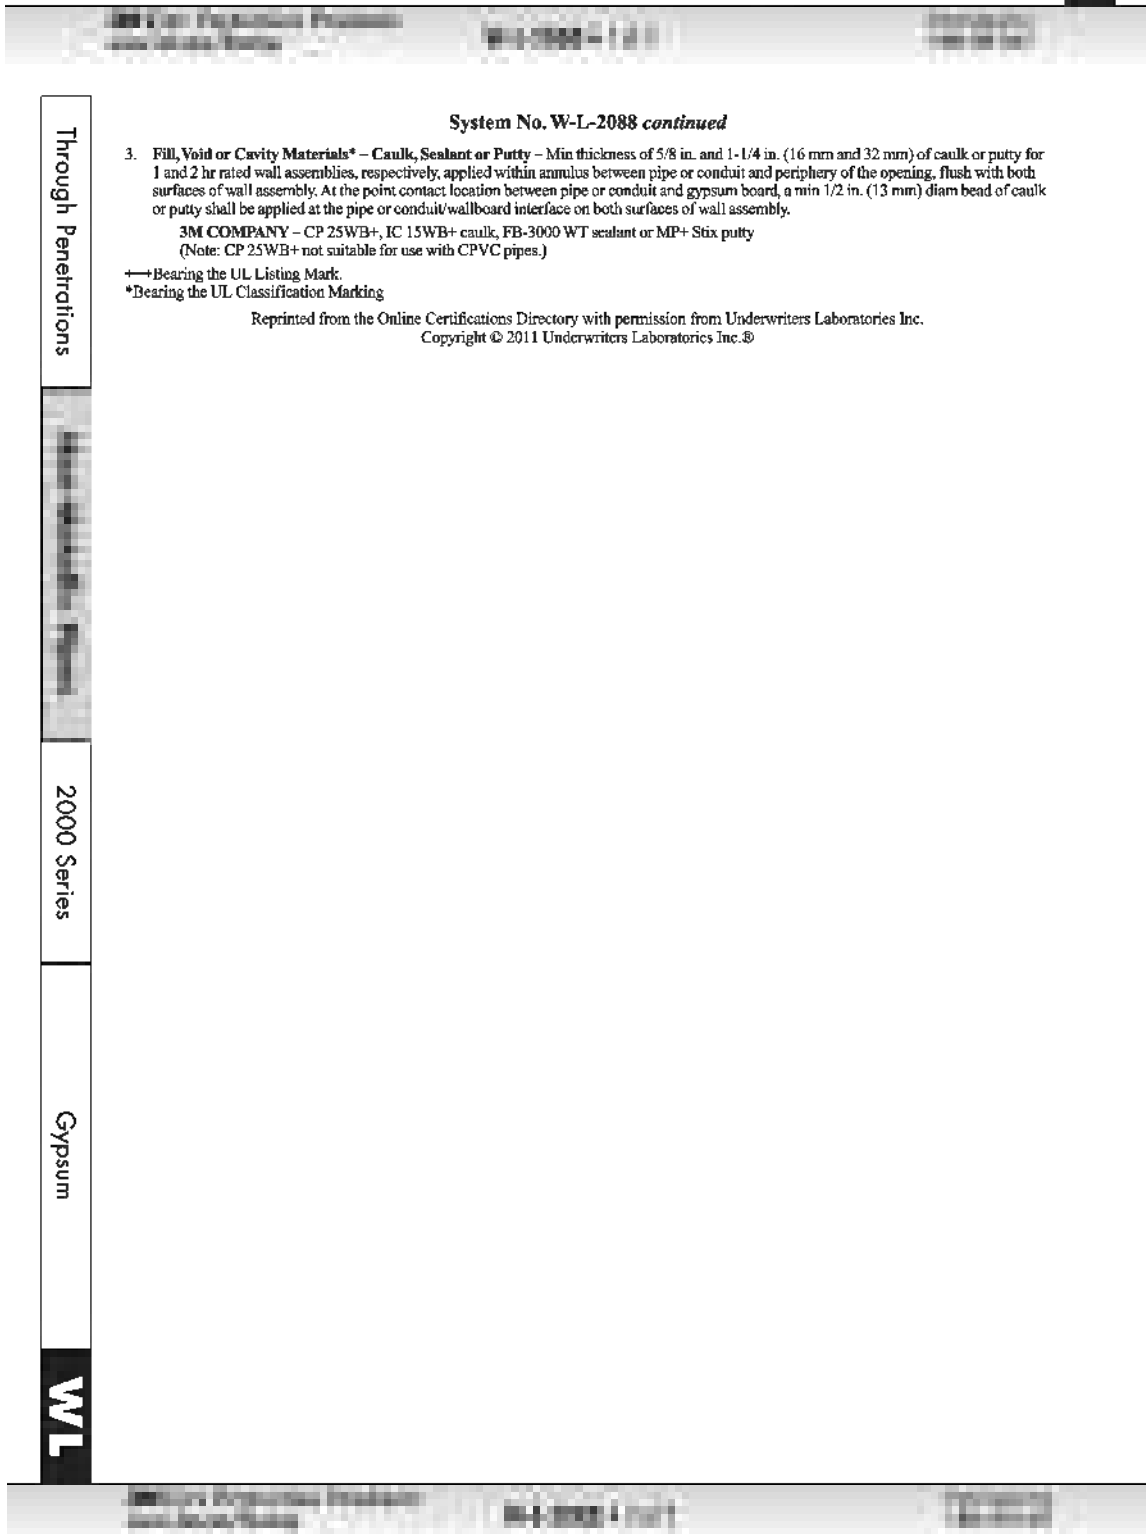 System No. W-L-2088 continued
3. Fill, Void or Cavity Materials* – Caulk, Sealant or Putty – Min thickness of 5/8 in. and 1-1/4 in. (16 mm and 32 mm) of caulk or putty for
1 and 2 hr rated wall assemblies, respectively, applied within annulus between pipe or conduit and periphery of the opening, flush with both
surfaces of wall assembly. At the point contact location between pipe or conduit and gypsum board, a min 1/2 in. (13 mm) diam bead of caulk
or putty shall be applied at the pipe or conduit/wallboard interface on both surfaces of wall assembly.
3M COMPANY – CP 25WB+, IC 15WB+ caulk, FB-3000 WT sealant or MP+ Stix putty
(Note: CP 25WB+ not suitable for use with CPVC pipes.)
Bearing the UL Listing Mark.
*Bearing the UL Classification Marking
Reprinted from the Online Certifications Directory with permission from Underwriters Laboratories Inc.
Copyright © 2011 Underwriters Laboratories Inc.®
Through Penetrations
2000 Series
Gypsum
WL